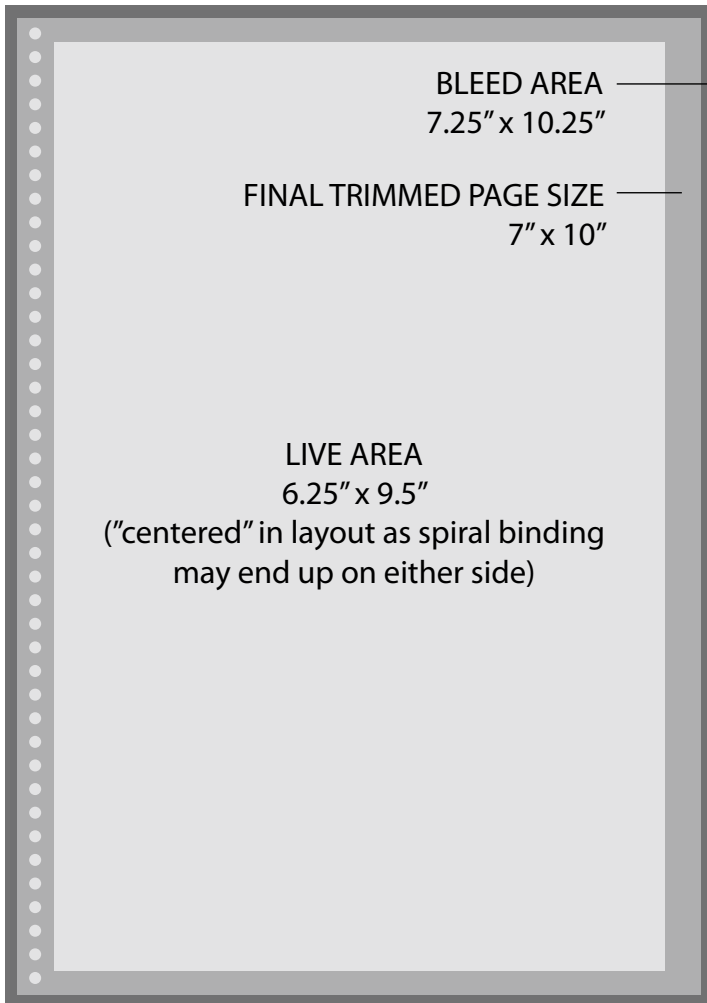 BLEED AREA
7.25” x 10.25”
FINAL TRIMMED PAGE SIZE
7” x 10”
LIVE AREA
6.25” x 9.5”
(”centered” in layout as spiral binding
may end up on either side)